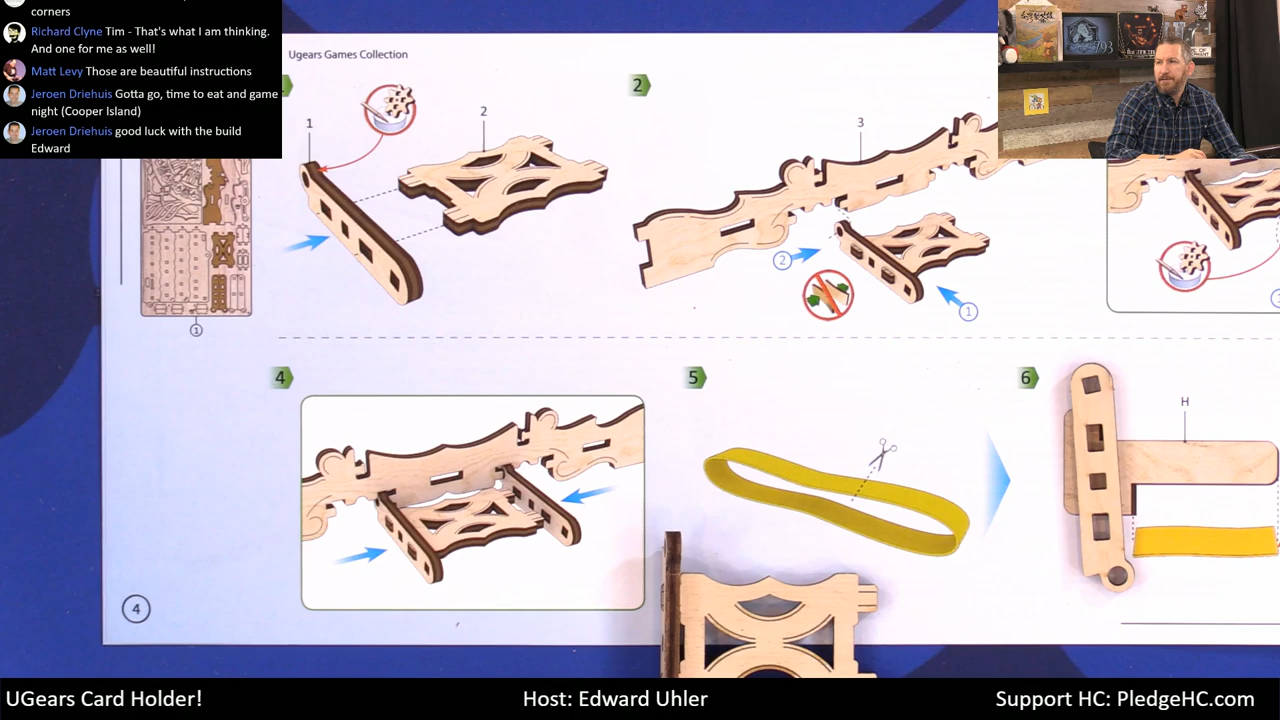 corners
Richard Clyne Tim - That's what I am thinking.
And one for me as well!
Matt Levy Those are beautiful instructions
Jeroen Driehuis Gotta go, time to eat and game
night (Cooper Island)
Jeroen Driehuis good luck with the build
Edward
Ugears Games Collection
1
2
2
3
2
1
1
4
5
6
H
4
UGears Card Holder!
Host: Edward Uhler
Support HC: PledgeHC.com